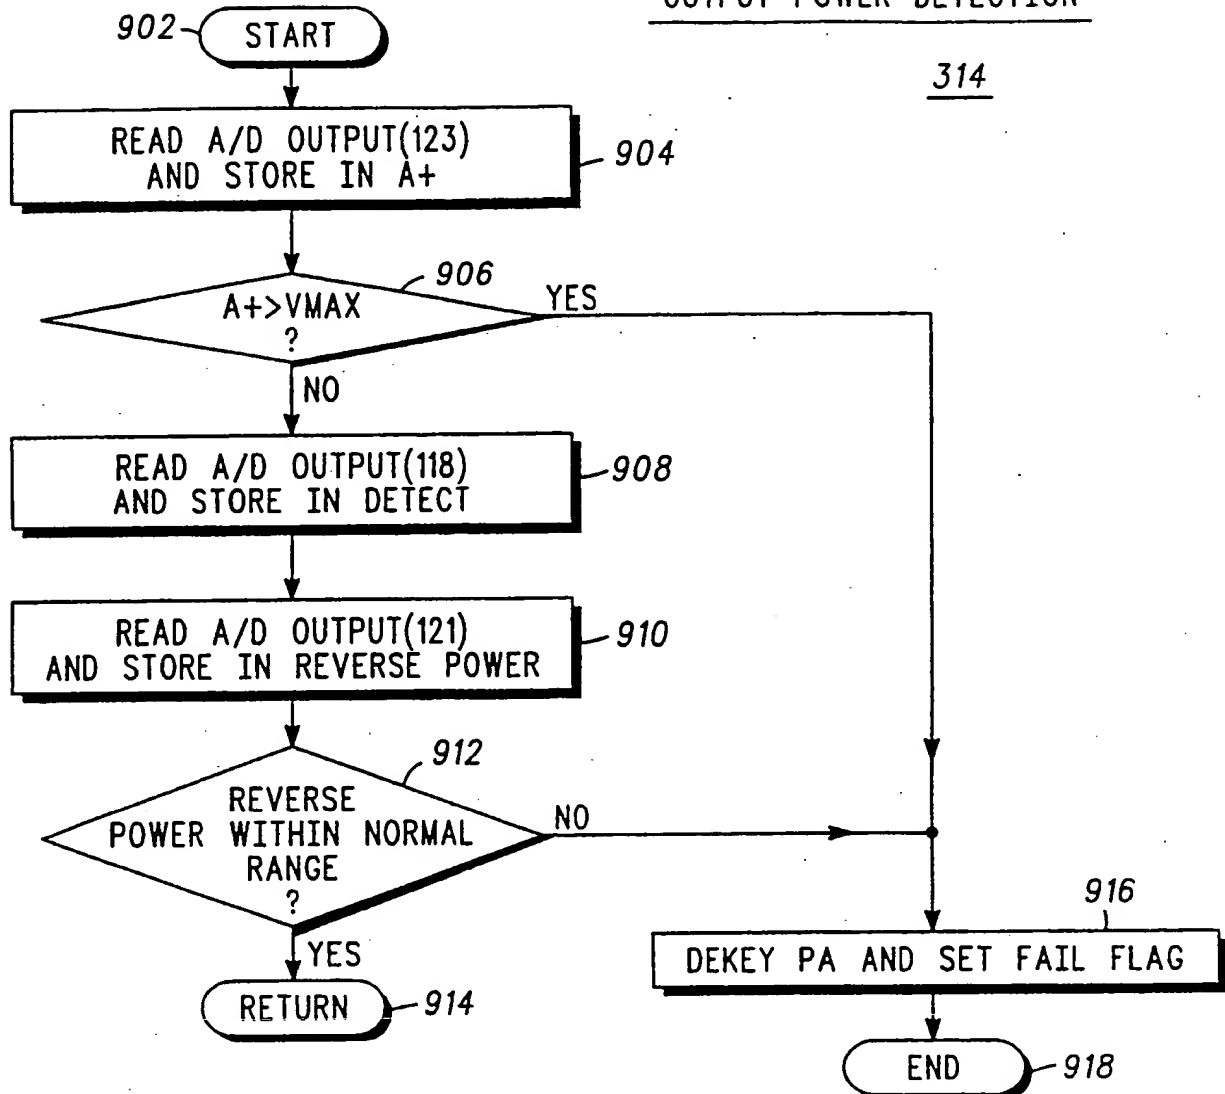 OUTPUT POWER DETECTION
314
902
START
READ A/D OUTPUT(123)
AND STORE IN A+
904
906
A+>VMAX
?
YES
NO
READ A/D OUTPUT(118)
AND STORE IN DETECT
908
READ A/D OUTPUT(121)
AND STORE IN REVERSE POWER
910
912
REVERSE
POWER WITHIN NORMAL
RANGE
?
NO
YES
RETURN
914
916
DEKEY PA AND SET FAIL FLAG
END
918